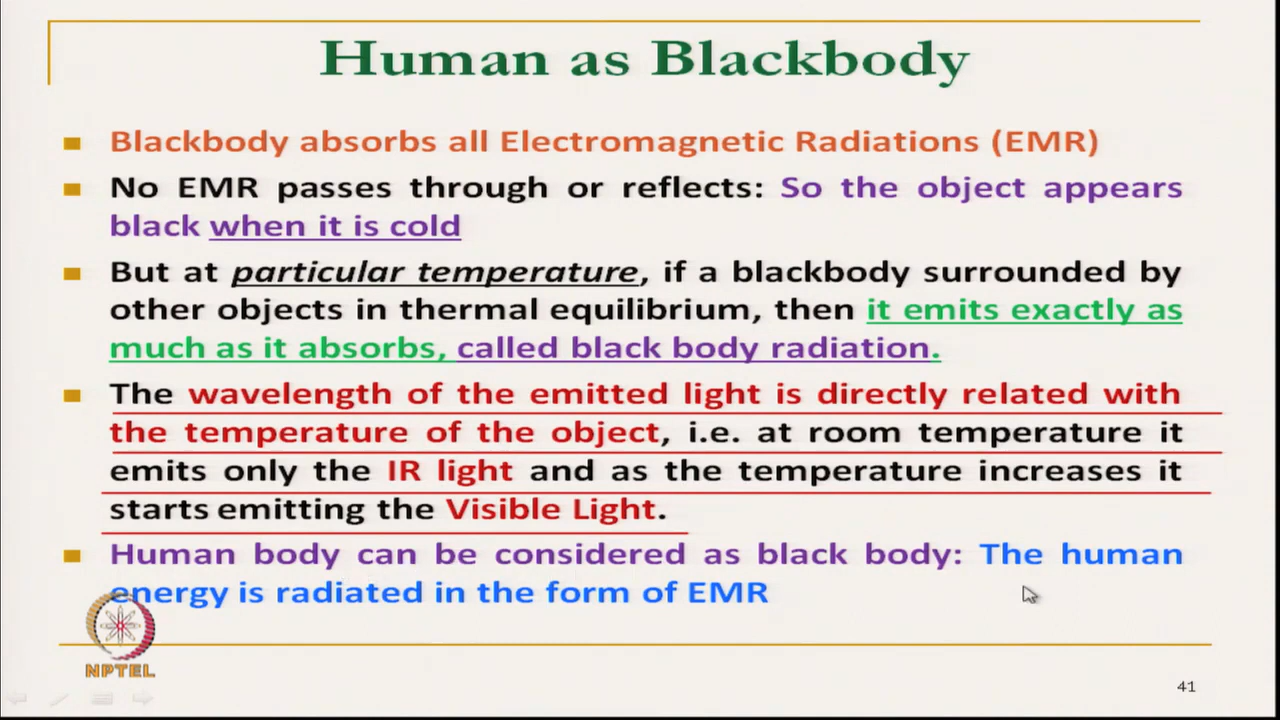 Human as Blackbody
Blackbody absorbs all Electromagnetic Radiations (EMR)
No EMR passes through or reflects: So the object appears
black when it is cold
But at particular temperature, if a blackbody surrounded by
other objects in thermal equilibrium, then it emits exactly as
much as it absorbs, called black body radiation.
The wavelength of the emitted light is directly related with
the temperature of the object, i.e. at room temperature it
emits only the IR light and as the temperature increases it
starts emitting the Visible Light.
Human body can be considered as black body: The human
energy is radiated in the form of EMR
NPTEL
41